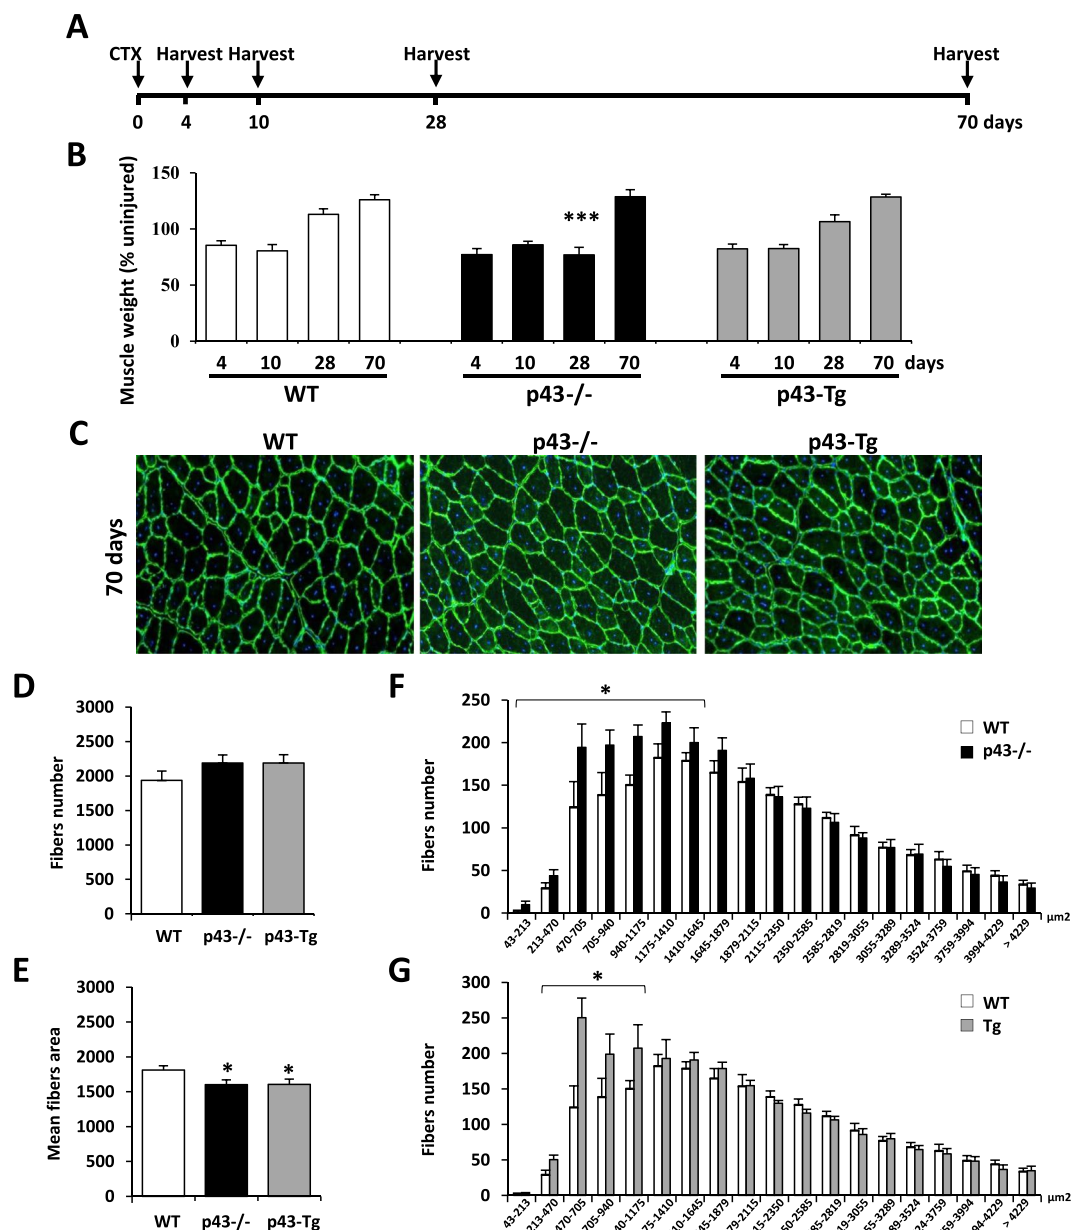 A
CTX Harvest Harvest Harvest Harvest
0 4 10 28 70 days
B
Muscle weight (% uninjured)
150
100
50
0
***
4 10 28 70 4 10 28 70 4 10 28 70 days
WT p43-/- p43-Tg
C
WT p43-/- p43-Tg
70 days
D
Fibers number
3000
2500
2000
1500
1000
500
0
WT p43-/- p43-Tg
F
Fibers number
250
200
150
100
50
0
*
WT
p43-/-
43-213 213-470 470-705 705-940 940-1175 1175-1410 1410-1645 1645-1879 1879-2115 2115-2350 2350-2585 2585-2819 2819-3055 3055-3289 3289-3524 3524-3759 3759-3994 3994-4229 > 4229 µm2
E
Mean fibers area
3000
2500
2000
1500
1000
500
0
* *
WT p43-/- p43-Tg
G
Fibers number
300
250
200
150
100
50
0
*
WT
Tg
43-213 213-470 470-705 705-940 µm2